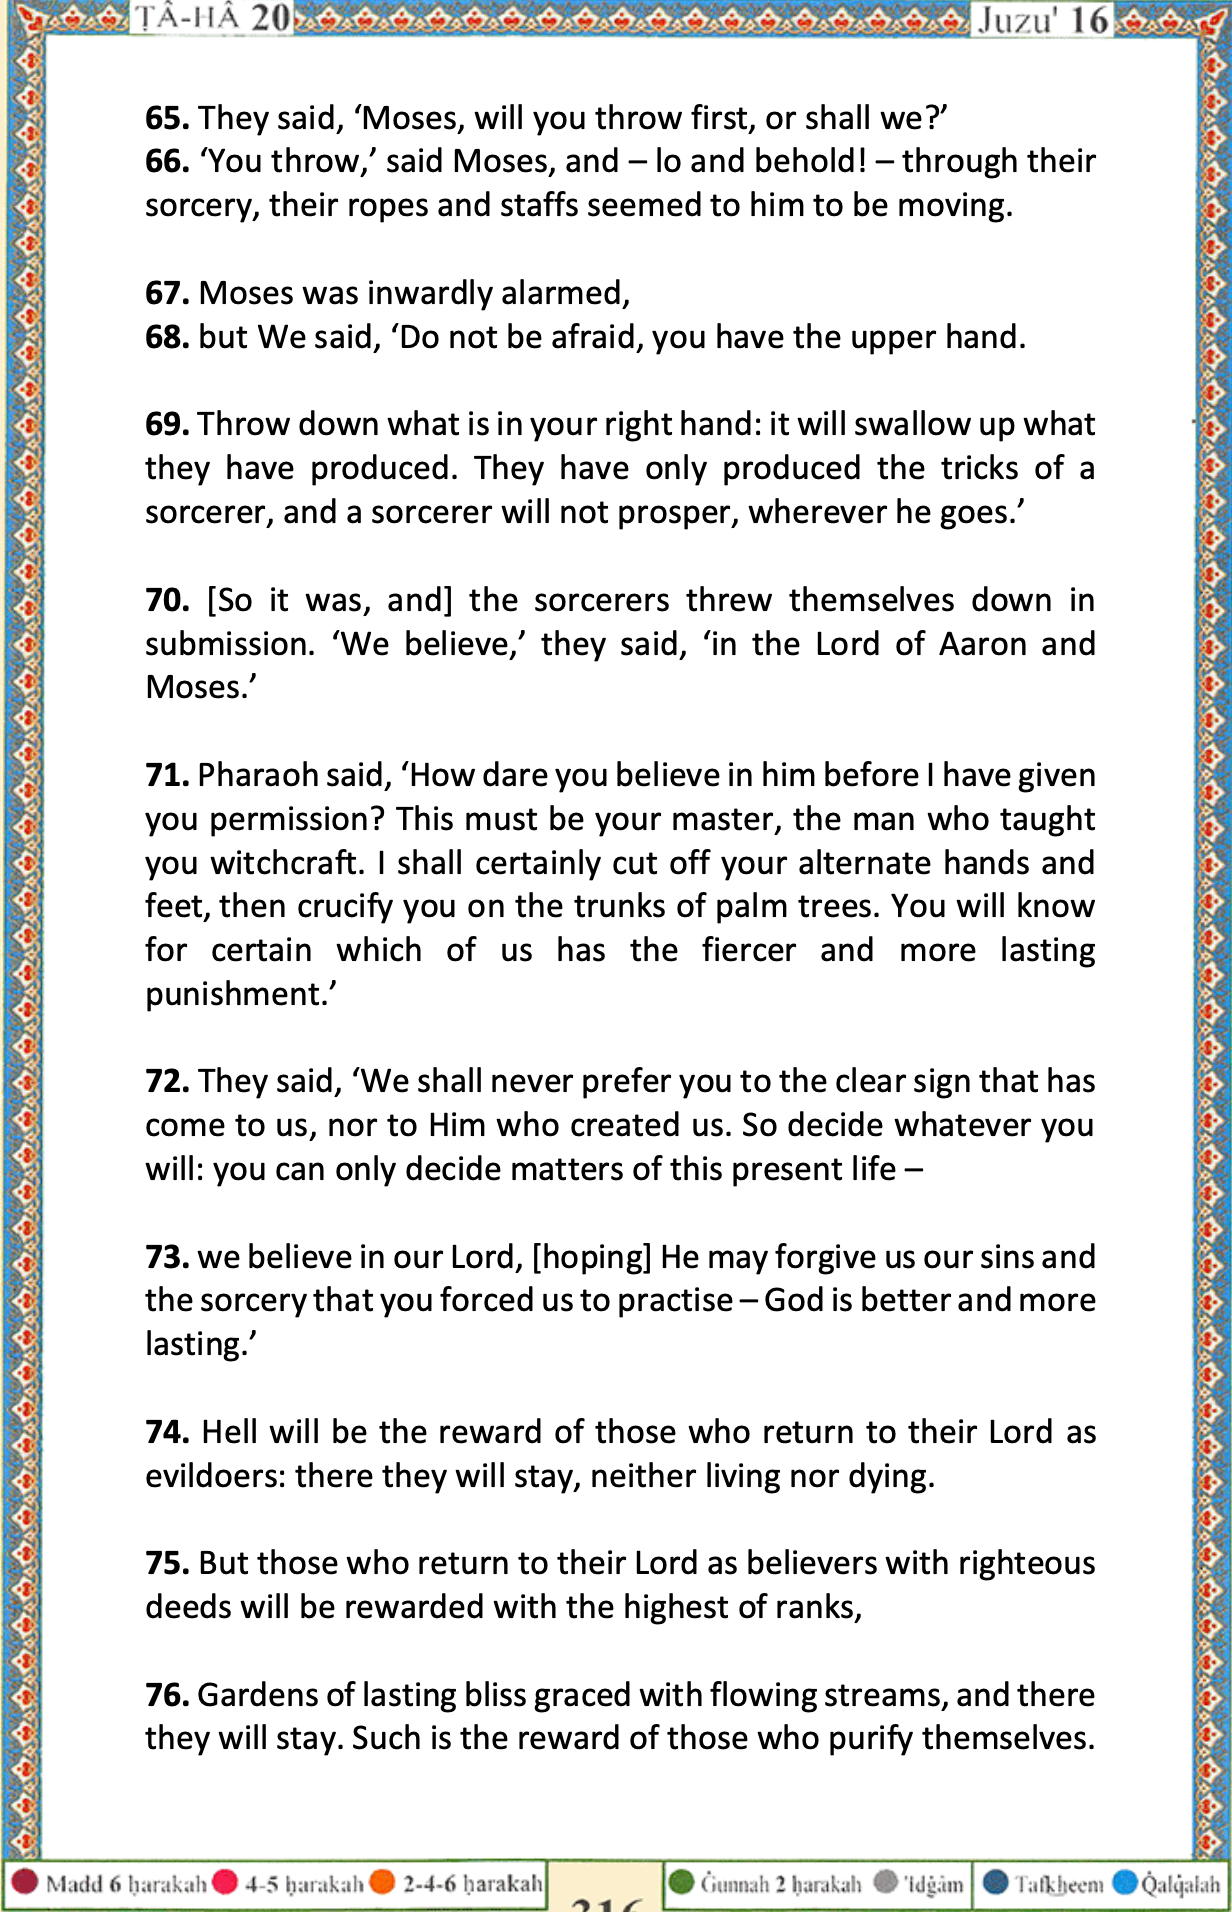 ṬÂ-HÂ 20
Juzu' 16
65. They said, ‘Moses, will you throw first, or shall we?’
66. ‘You throw,’ said Moses, and – lo and behold! – through their
sorcery, their ropes and staffs seemed to him to be moving.
67. Moses was inwardly alarmed,
68. but We said, ‘Do not be afraid, you have the upper hand.
69. Throw down what is in your right hand: it will swallow up what
they have produced. They have only produced the tricks of a
sorcerer, and a sorcerer will not prosper, wherever he goes.’
70. [So it was, and] the sorcerers threw themselves down in
submission. ‘We believe,’ they said, ‘in the Lord of Aaron and
Moses.’
71. Pharaoh said, ‘How dare you believe in him before I have given
you permission? This must be your master, the man who taught
you witchcraft. I shall certainly cut off your alternate hands and
feet, then crucify you on the trunks of palm trees. You will know
for certain which of us has the fiercer and more lasting
punishment.’
72. They said, ‘We shall never prefer you to the clear sign that has
come to us, nor to Him who created us. So decide whatever you
will: you can only decide matters of this present life –
73. we believe in our Lord, [hoping] He may forgive us our sins and
the sorcery that you forced us to practise – God is better and more
lasting.’
74. Hell will be the reward of those who return to their Lord as
evildoers: there they will stay, neither living nor dying.
75. But those who return to their Lord as believers with righteous
deeds will be rewarded with the highest of ranks,
76. Gardens of lasting bliss graced with flowing streams, and there
they will stay. Such is the reward of those who purify themselves.
Madd 6 ḥarakah 4-5 ḥarakah 2-4-6 ḥarakah
316
Ġunnah 2 ḥarakah 'Idġâm Tafkheem Qalqalah